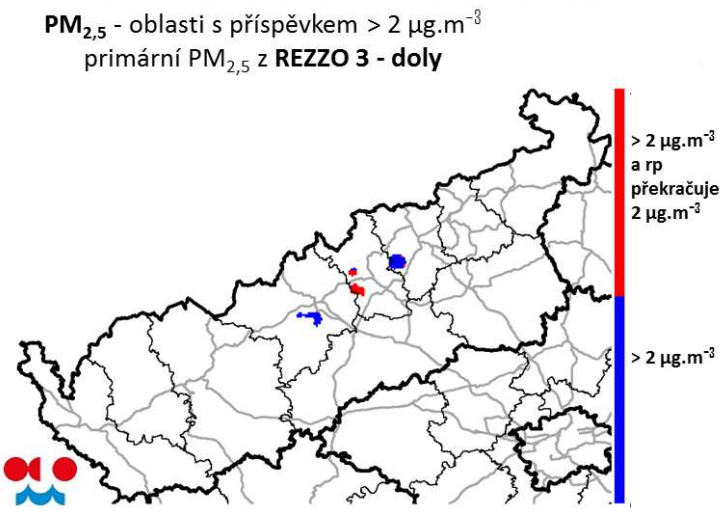 PM2,5 - oblasti s příspěvkem > 2 µg.m⁻³
primární PM2,5 z REZZO 3 - doly
> 2 µg.m⁻³
a rp
překračuje
2 µg.m⁻³
> 2 µg.m⁻³